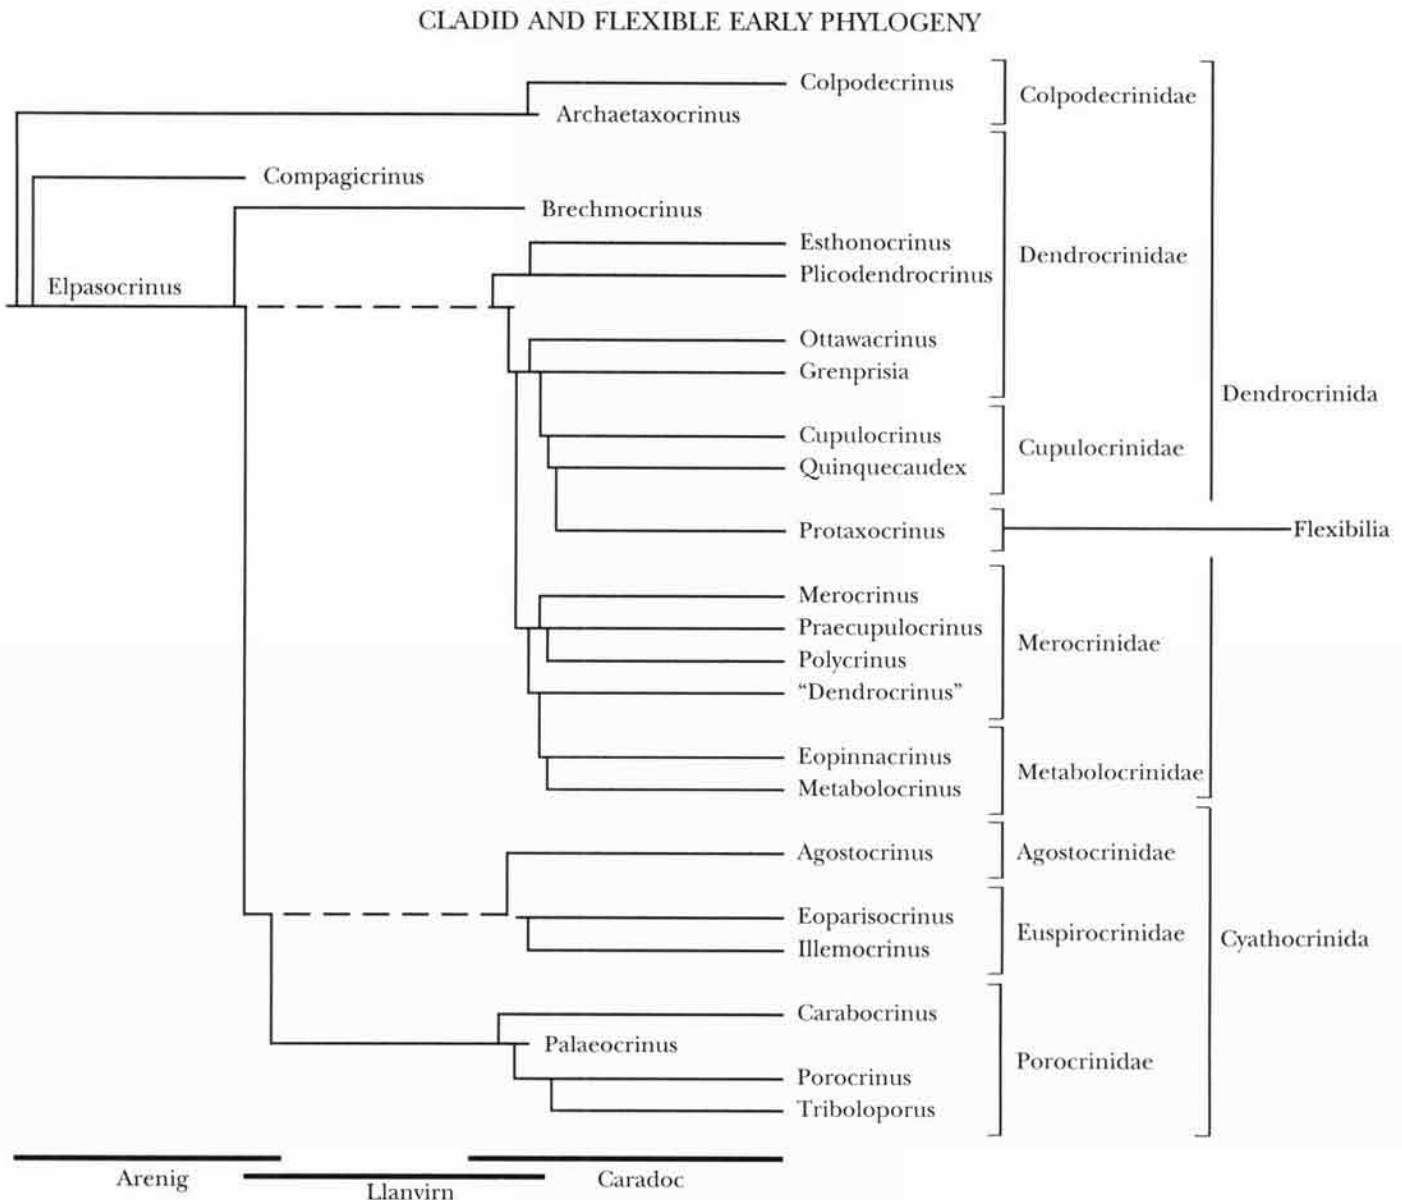 CLADID AND FLEXIBLE EARLY PHYLOGENY
Colpodecrinus
Archaetaxocrinus
Compagicrinus
Brechmocrinus
Esthonocrinus
Elpasocrinus
Plicodendrocrinus
Ottawacrinus
Grenprisia
Cupulocrinus
Quinquecaudex
Protaxocrinus
Merocrinus
Praecupulocrinus
Polycrinus
“Dendrocrinus”
Eopinnacrinus
Metabolocrinus
Agostocrinus
Eoparisocrinus
Illemocrinus
Carabocrinus
Palaeocrinus
Porocrinus
Triboloporus
Colpodecrinidae
Dendrocrinidae
Cupulocrinidae
Merocrinidae
Metabolocrinidae
Agostocrinidae
Euspirocrinidae
Porocrinidae
Dendrocrinida
Flexibilia
Cyathocrinida
Arenig
Llanvirn
Caradoc